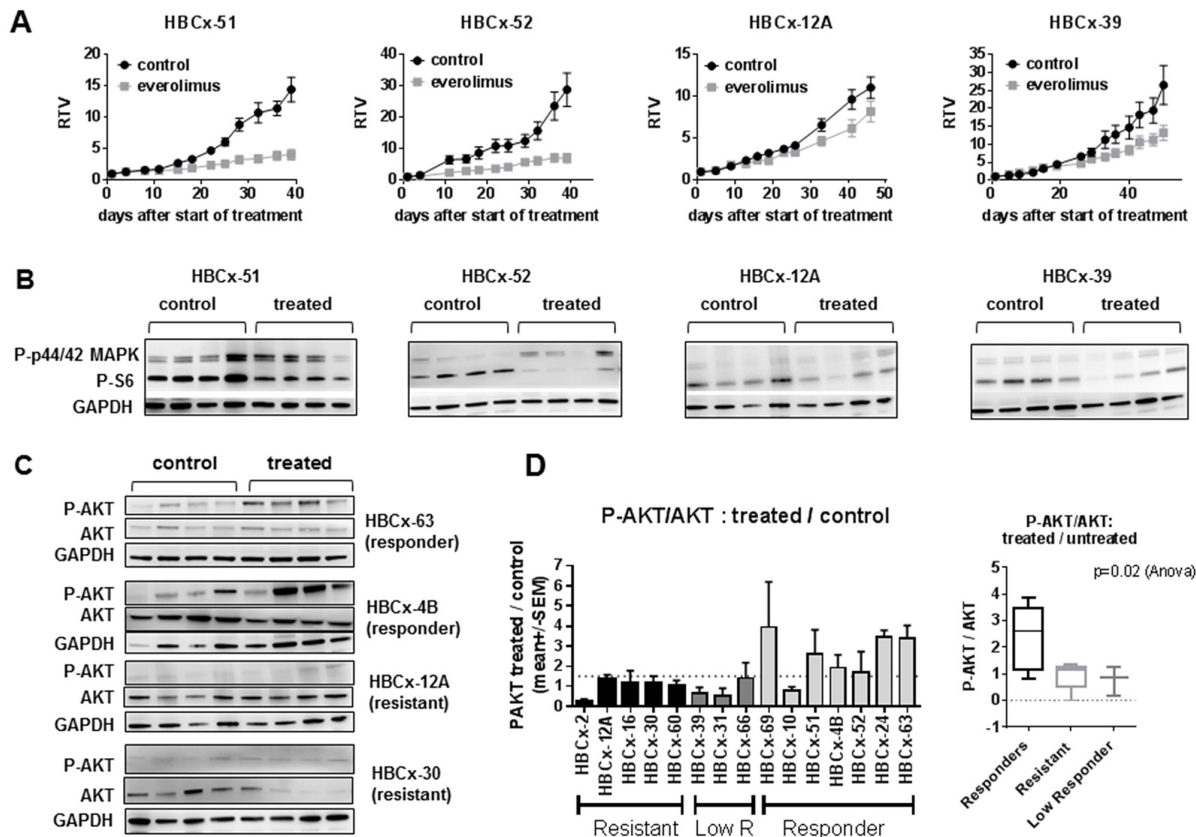 A
HBCx-51
HBCx-52
HBCx-12A
HBCx-39
RTV
20
15
10
5
0
control
everolimus
0 10 20 30 40
days after start of treatment
RTV
40
30
20
10
0
control
everolimus
0 10 20 30 40 50
days after start of treatment
RTV
15
10
5
0
control
everolimus
0 10 20 30 40 50
days after start of treatment
RTV
35
30
25
20
15
10
5
0
control
everolimus
0 20 40
days after start of treatment
B
HBCx-51
HBCx-52
HBCx-12A
HBCx-39
control treated
control treated
control treated
control treated
P-p44/42 MAPK
P-S6
GAPDH
C
control treated
P-AKT
AKT
GAPDH
HBCx-63
(responder)
P-AKT
AKT
GAPDH
HBCx-4B
(responder)
P-AKT
AKT
GAPDH
HBCx-12A
(resistant)
P-AKT
AKT
GAPDH
HBCx-30
(resistant)
D
P-AKT/AKT : treated / control
PAKT treated / control
(mean+/-SEM)
7
6
5
4
3
2
1
0
HBCx-2
HBCx-12A
HBCx-16
HBCx-30
HBCx-60
HBCx-39
HBCx-31
HBCx-66
HBCx-69
HBCx-10
HBCx-51
HBCx-4B
HBCx-52
HBCx-24
HBCx-63
Resistant Low R Responder
P-AKT/AKT:
treated / untreated
p=0.02 (Anova)
P-AKT / AKT
5
4
3
2
1
0
-1
Responders
Resistant
Low Responder